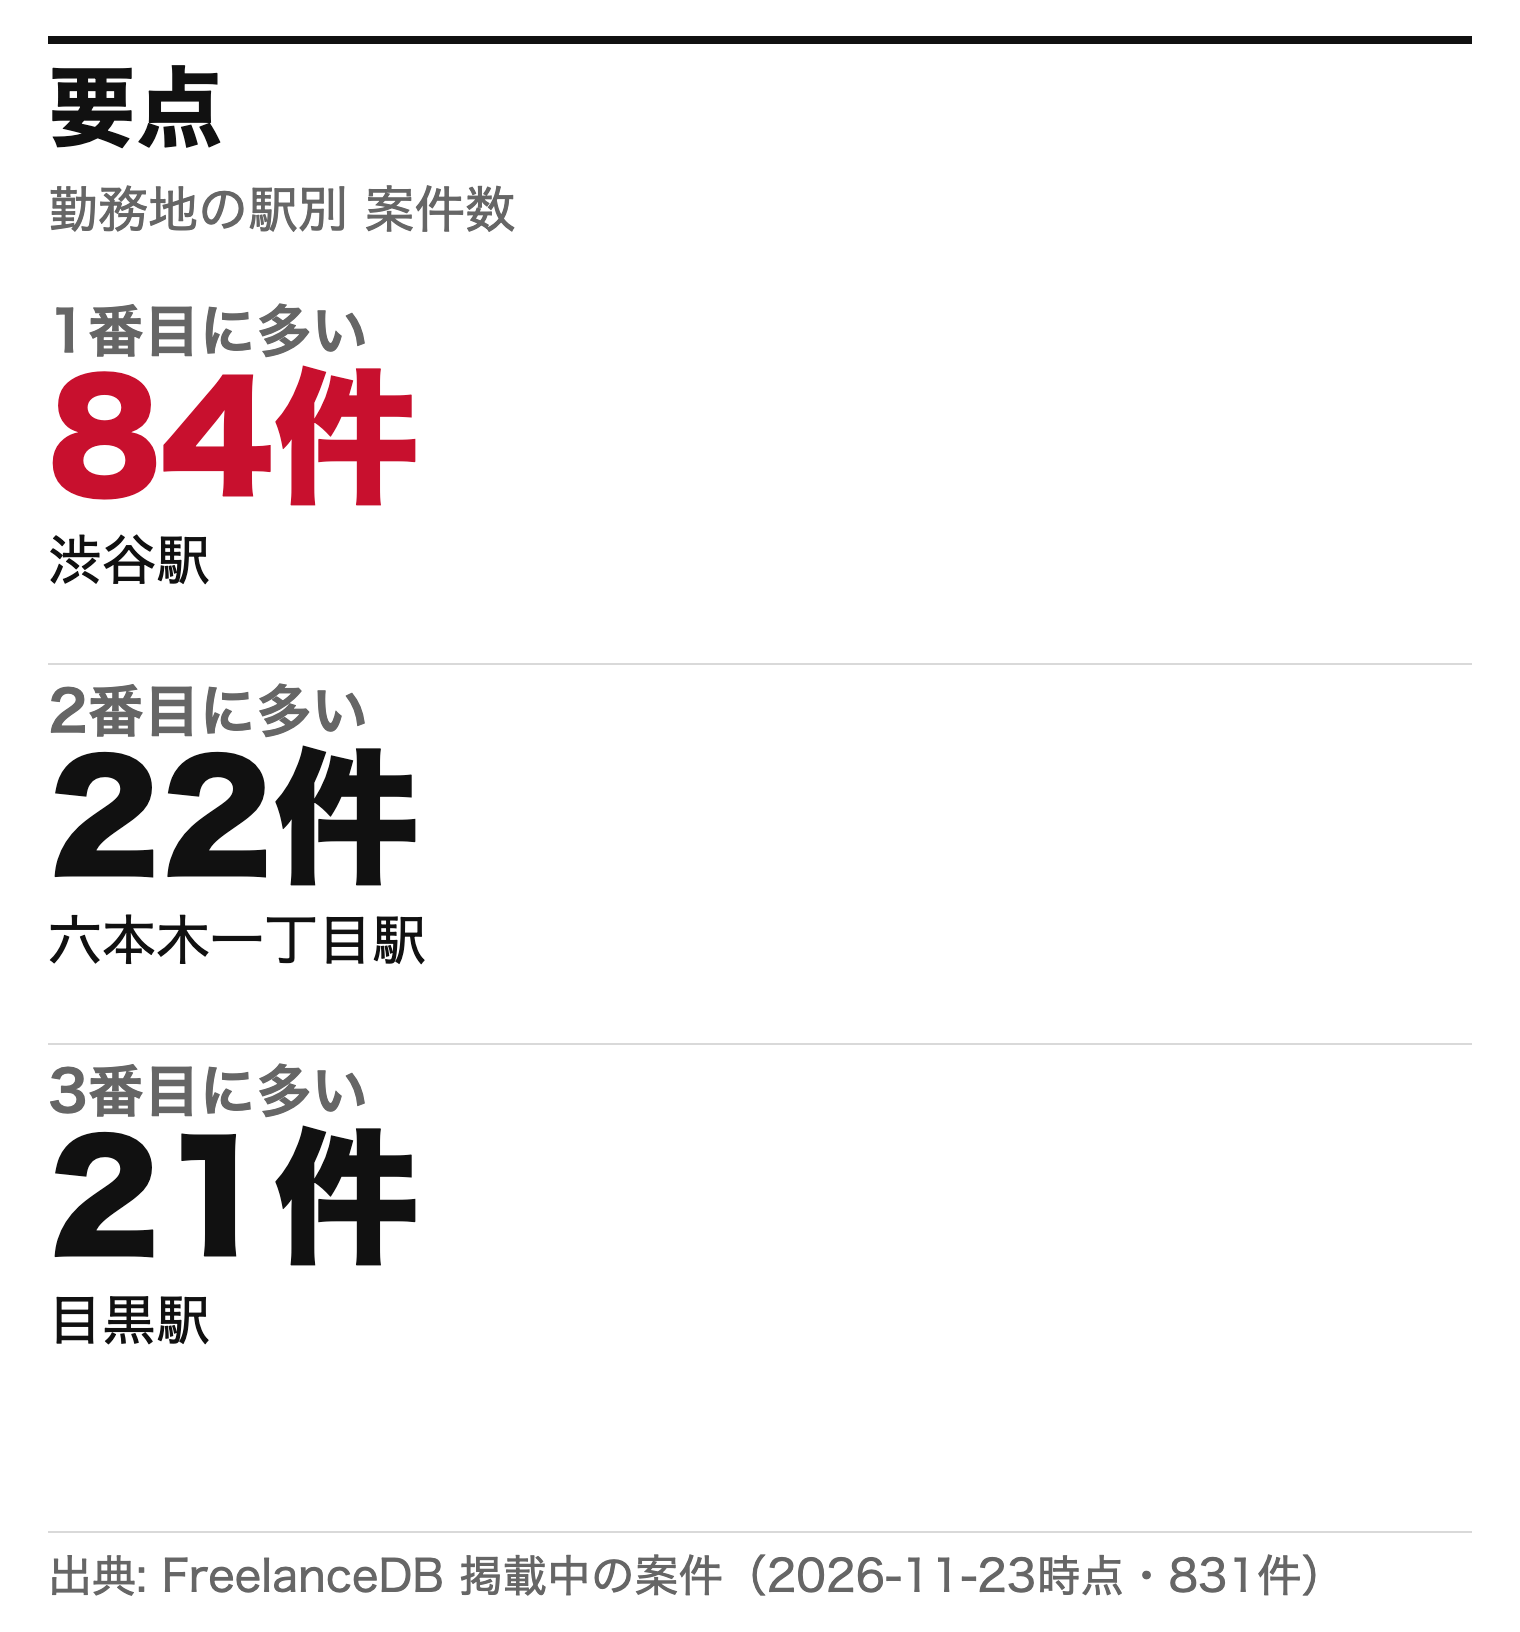 要点
勤務地の駅別 案件数
1番目に多い
84件
渋谷駅
2番目に多い
22件
六本木一丁目駅
3番目に多い
21件
目黒駅
出典: FreelanceDB 掲載中の案件（2026-11-23時点・831件）